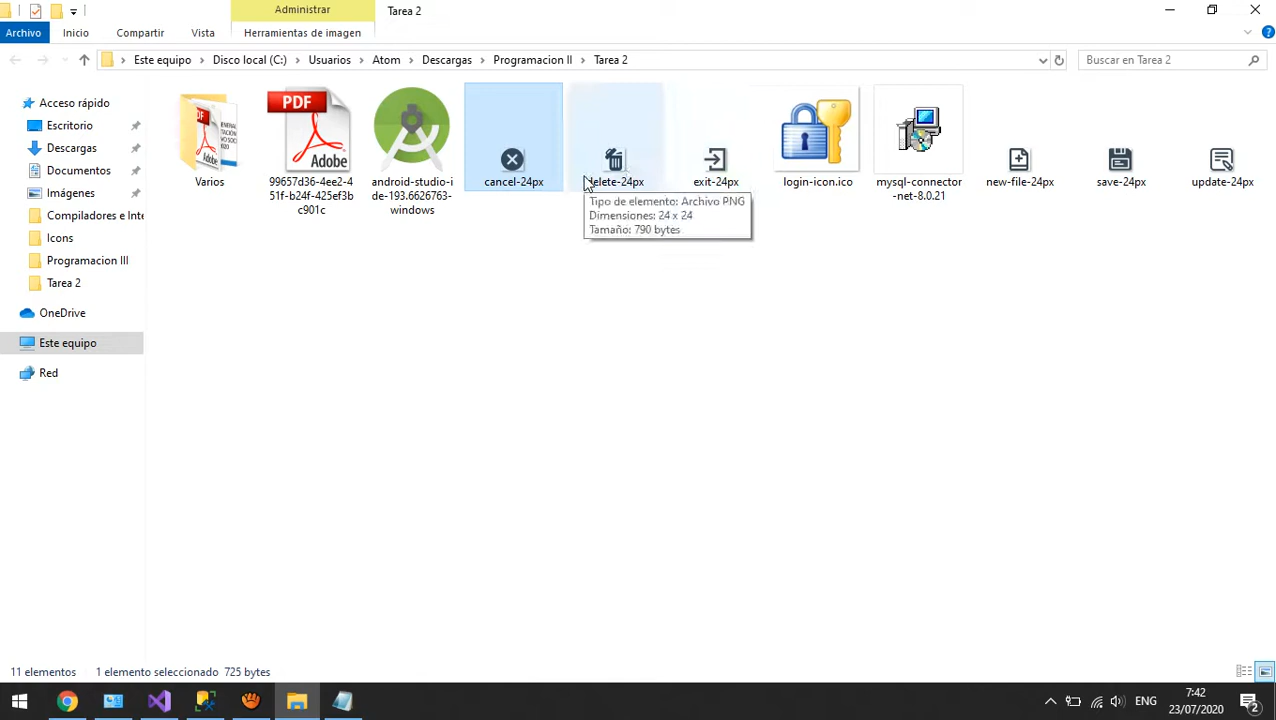 Administrar
Tarea 2
Archivo
Inicio
Compartir
Vista
Herramientas de imagen
Este equipo
Disco local (C:)
Usuarios
Atom
Descargas
Programacion II
Tarea 2
Buscar en Tarea 2
Acceso rápido
Escritorio
Descargas
Documentos
Imágenes
Compiladores e Inte
Icons
Programacion III
Tarea 2
OneDrive
Este equipo
Red
Varios
PDF
Adobe
99657d36-4ee2-4
51f-b24f-425ef3b
c901c
android-studio-i
de-193.6626763-
windows
cancel-24px
delete-24px
exit-24px
login-icon.ico
mysql-connector
-net-8.0.21
new-file-24px
save-24px
update-24px
Tipo de elemento: Archivo PNG
Dimensiones: 24 x 24
Tamaño: 790 bytes
11 elementos
1 elemento seleccionado 725 bytes
ENG
7:42
23/07/2020
2